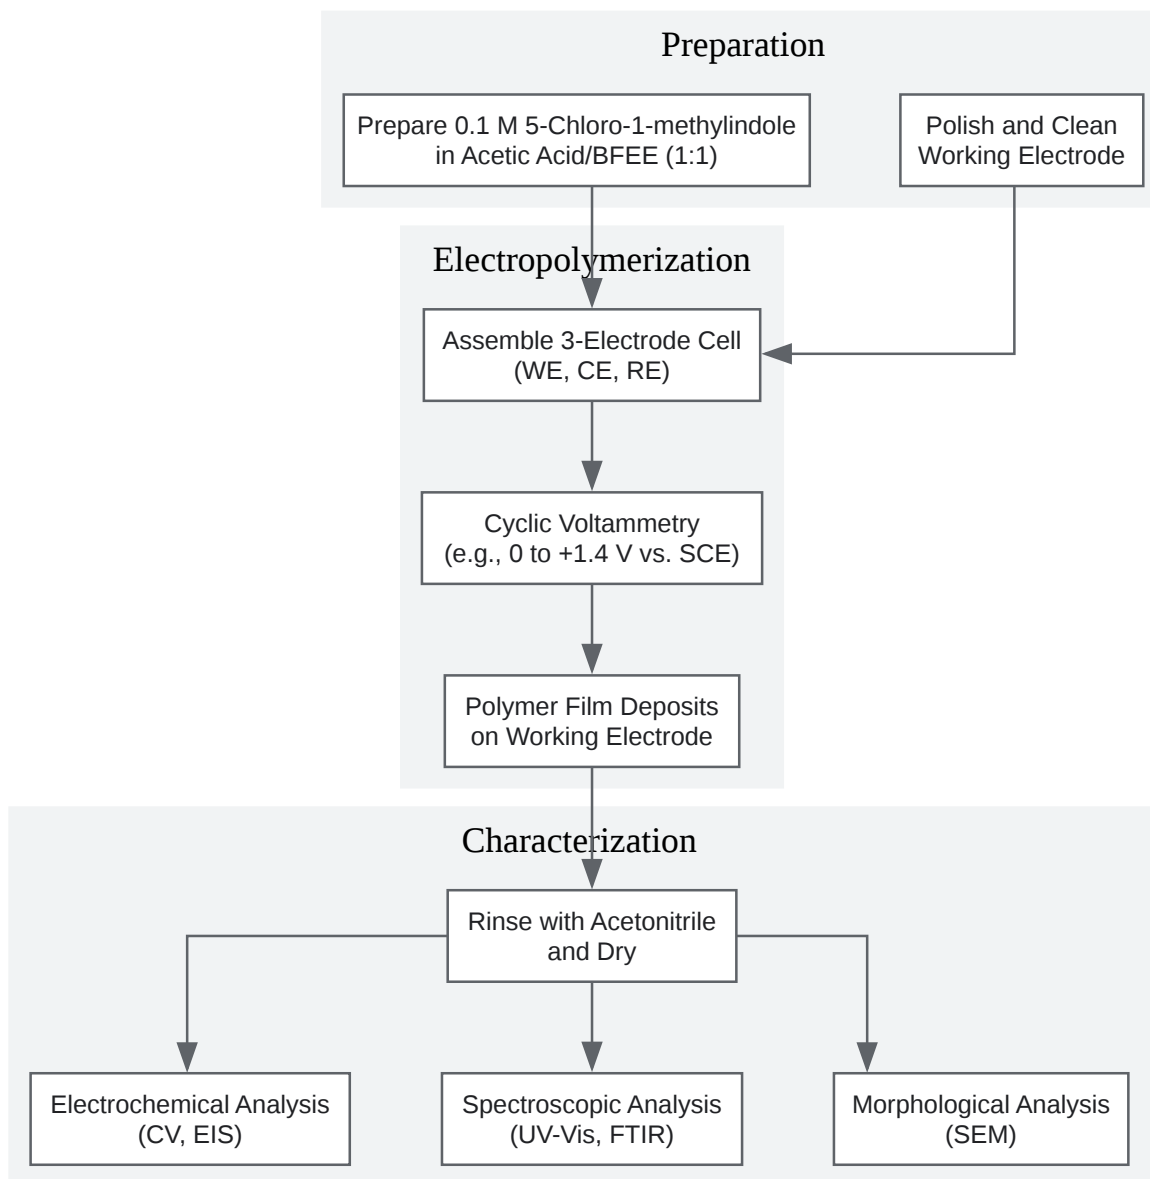 Preparation
Prepare 0.1 M 5-Chloro-1-methylindole
in Acetic Acid/BFEE (1:1)
Polish and Clean
Working Electrode
Electropolymerization
Assemble 3-Electrode Cell
(WE, CE, RE)
Cyclic Voltammetry
(e.g., 0 to +1.4 V vs. SCE)
Polymer Film Deposits
on Working Electrode
Characterization
Rinse with Acetonitrile
and Dry
Electrochemical Analysis
(CV, EIS)
Spectroscopic Analysis
(UV-Vis, FTIR)
Morphological Analysis
(SEM)